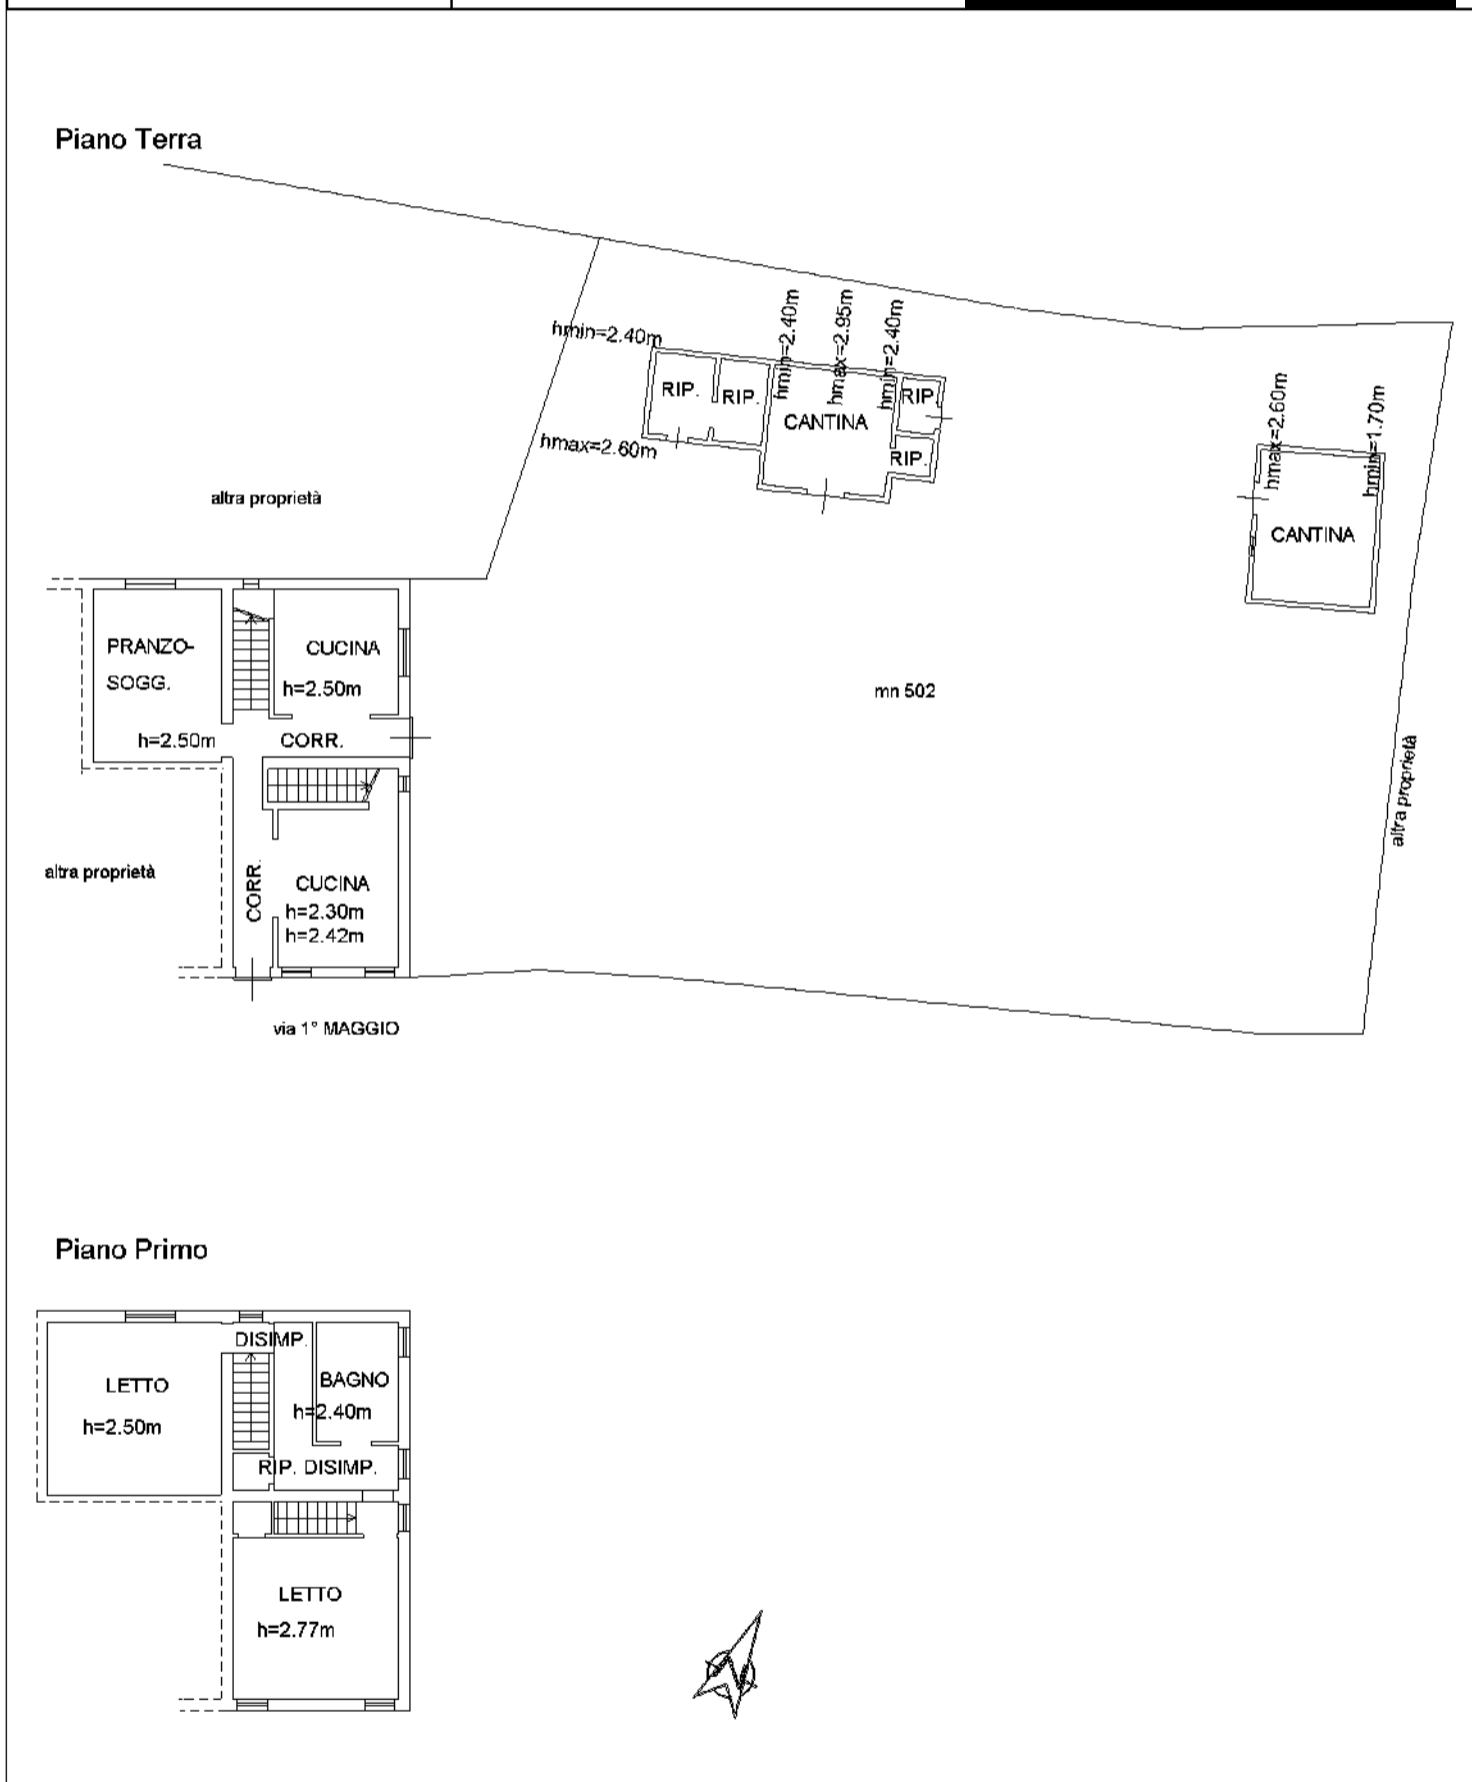 Piano Terra
hmin=2.40m
hmin=2.40m
hmax=2.95m
hmin=2.40m
RIP.
RIP.
CANTINA
RIP.
RIP.
hmax=2.60m
hmax=2.60m
hmin=1.70m
CANTINA
altra proprietà
PRANZO-
SOGG.
h=2.50m
CUCINA
h=2.50m
CORR.
mn 502
altra proprietà
altra proprietà
CORR.
CUCINA
h=2.30m
h=2.42m
via 1° MAGGIO
Piano Primo
DISIMP.
LETTO
h=2.50m
BAGNO
h=2.40m
RIP. DISIMP.
LETTO
h=2.77m
N